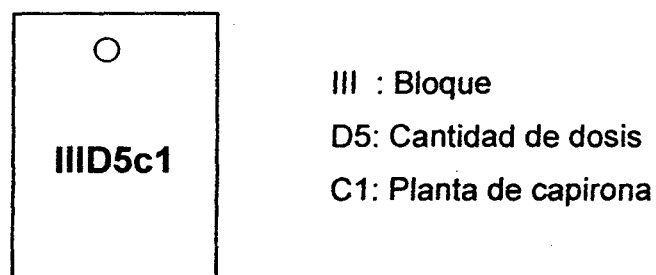 IIID5c1
III : Bloque
D5: Cantidad de dosis
C1: Planta de capirona